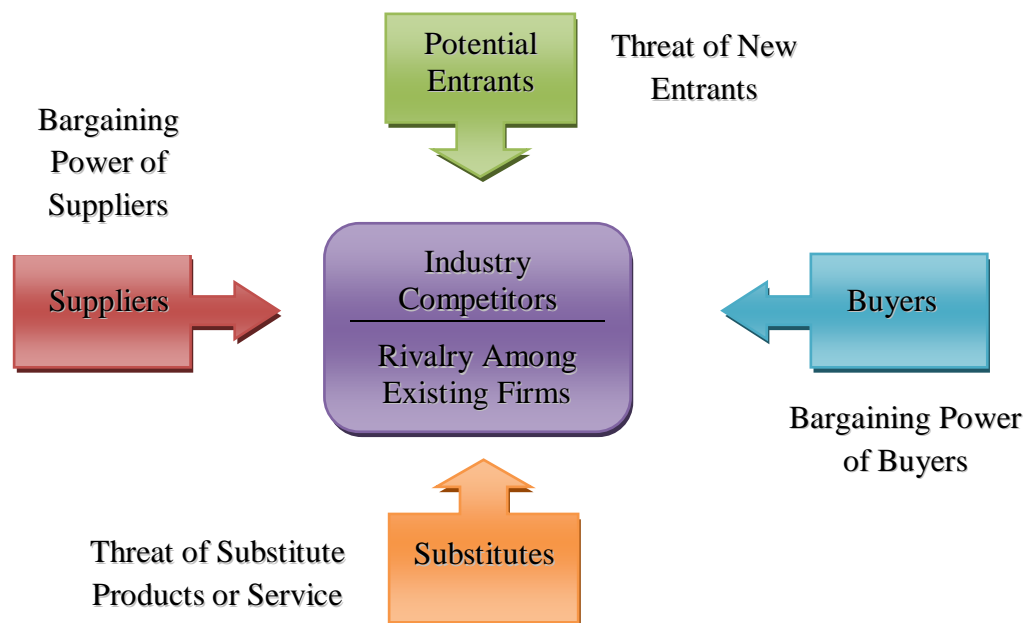 Potential
Entrants
Threat of New
Entrants
Bargaining
Power of
Suppliers
Suppliers
Industry
Competitors
Rivalry Among
Existing Firms
Buyers
Bargaining Power
of Buyers
Threat of Substitute
Products or Service
Substitutes